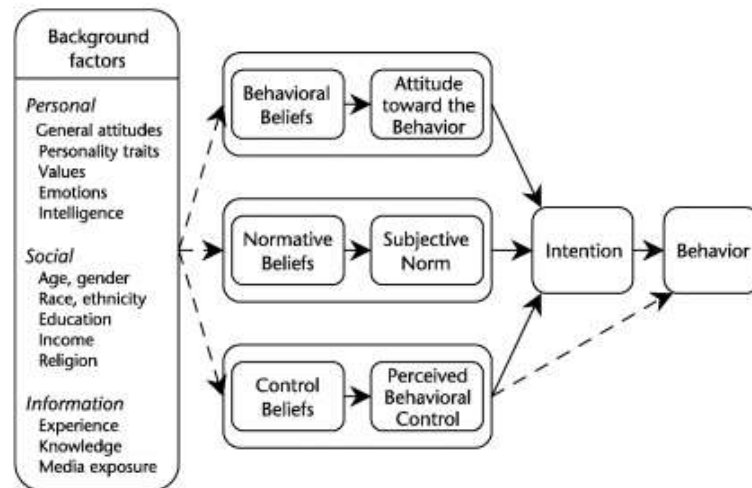 Background
factors
Personal
General attitudes
Personality traits
Values
Emotions
Intelligence
Social
Age, gender
Race, ethnicity
Education
Income
Religion
Information
Experience
Knowledge
Media exposure
Behavioral
Beliefs
Attitude
toward the
Behavior
Normative
Beliefs
Subjective
Norm
Control
Beliefs
Perceived
Behavioral
Control
Intention
Behavior